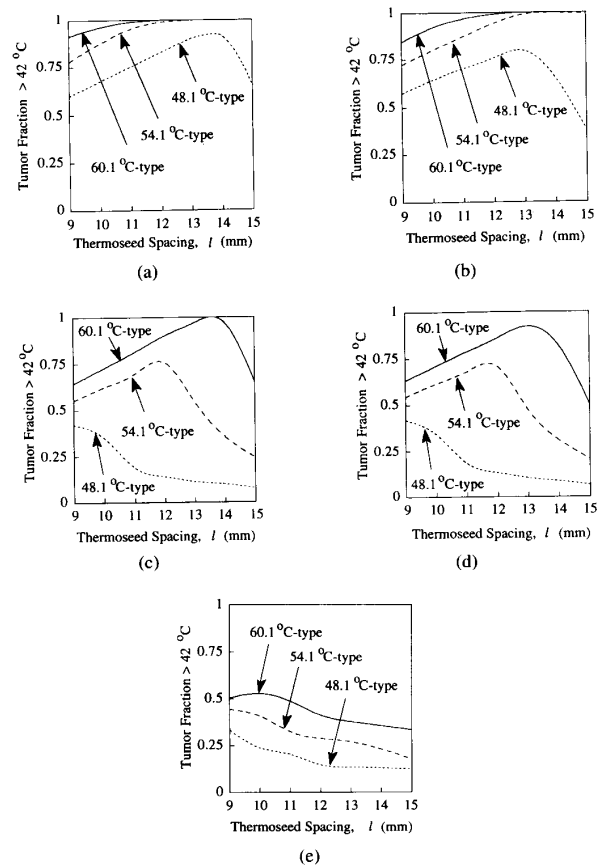 Tumor Fraction > 42 °C
1
0.75
0.5
0.25
0
48.1 °C-type
54.1 °C-type
60.1 °C-type
9 10 11 12 13 14 15
Thermoseed Spacing, l (mm)
(a)
Tumor Fraction > 42 °C
1
0.75
0.5
0.25
0
48.1 °C-type
54.1 °C-type
60.1 °C-type
9 10 11 12 13 14 15
Thermoseed Spacing, l (mm)
(b)
Tumor Fraction > 42 °C
1
0.75
0.5
0.25
0
60.1 °C-type
54.1 °C-type
48.1 °C-type
9 10 11 12 13 14 15
Thermoseed Spacing, l (mm)
(c)
Tumor Fraction > 42 °C
1
0.75
0.5
0.25
0
60.1 °C-type
54.1 °C-type
48.1 °C-type
9 10 11 12 13 14 15
Thermoseed Spacing, l (mm)
(d)
Tumor Fraction > 42 °C
1
0.75
0.5
0.25
0
60.1 °C-type
54.1 °C-type
48.1 °C-type
9 10 11 12 13 14 15
Thermoseed Spacing, l (mm)
(e)